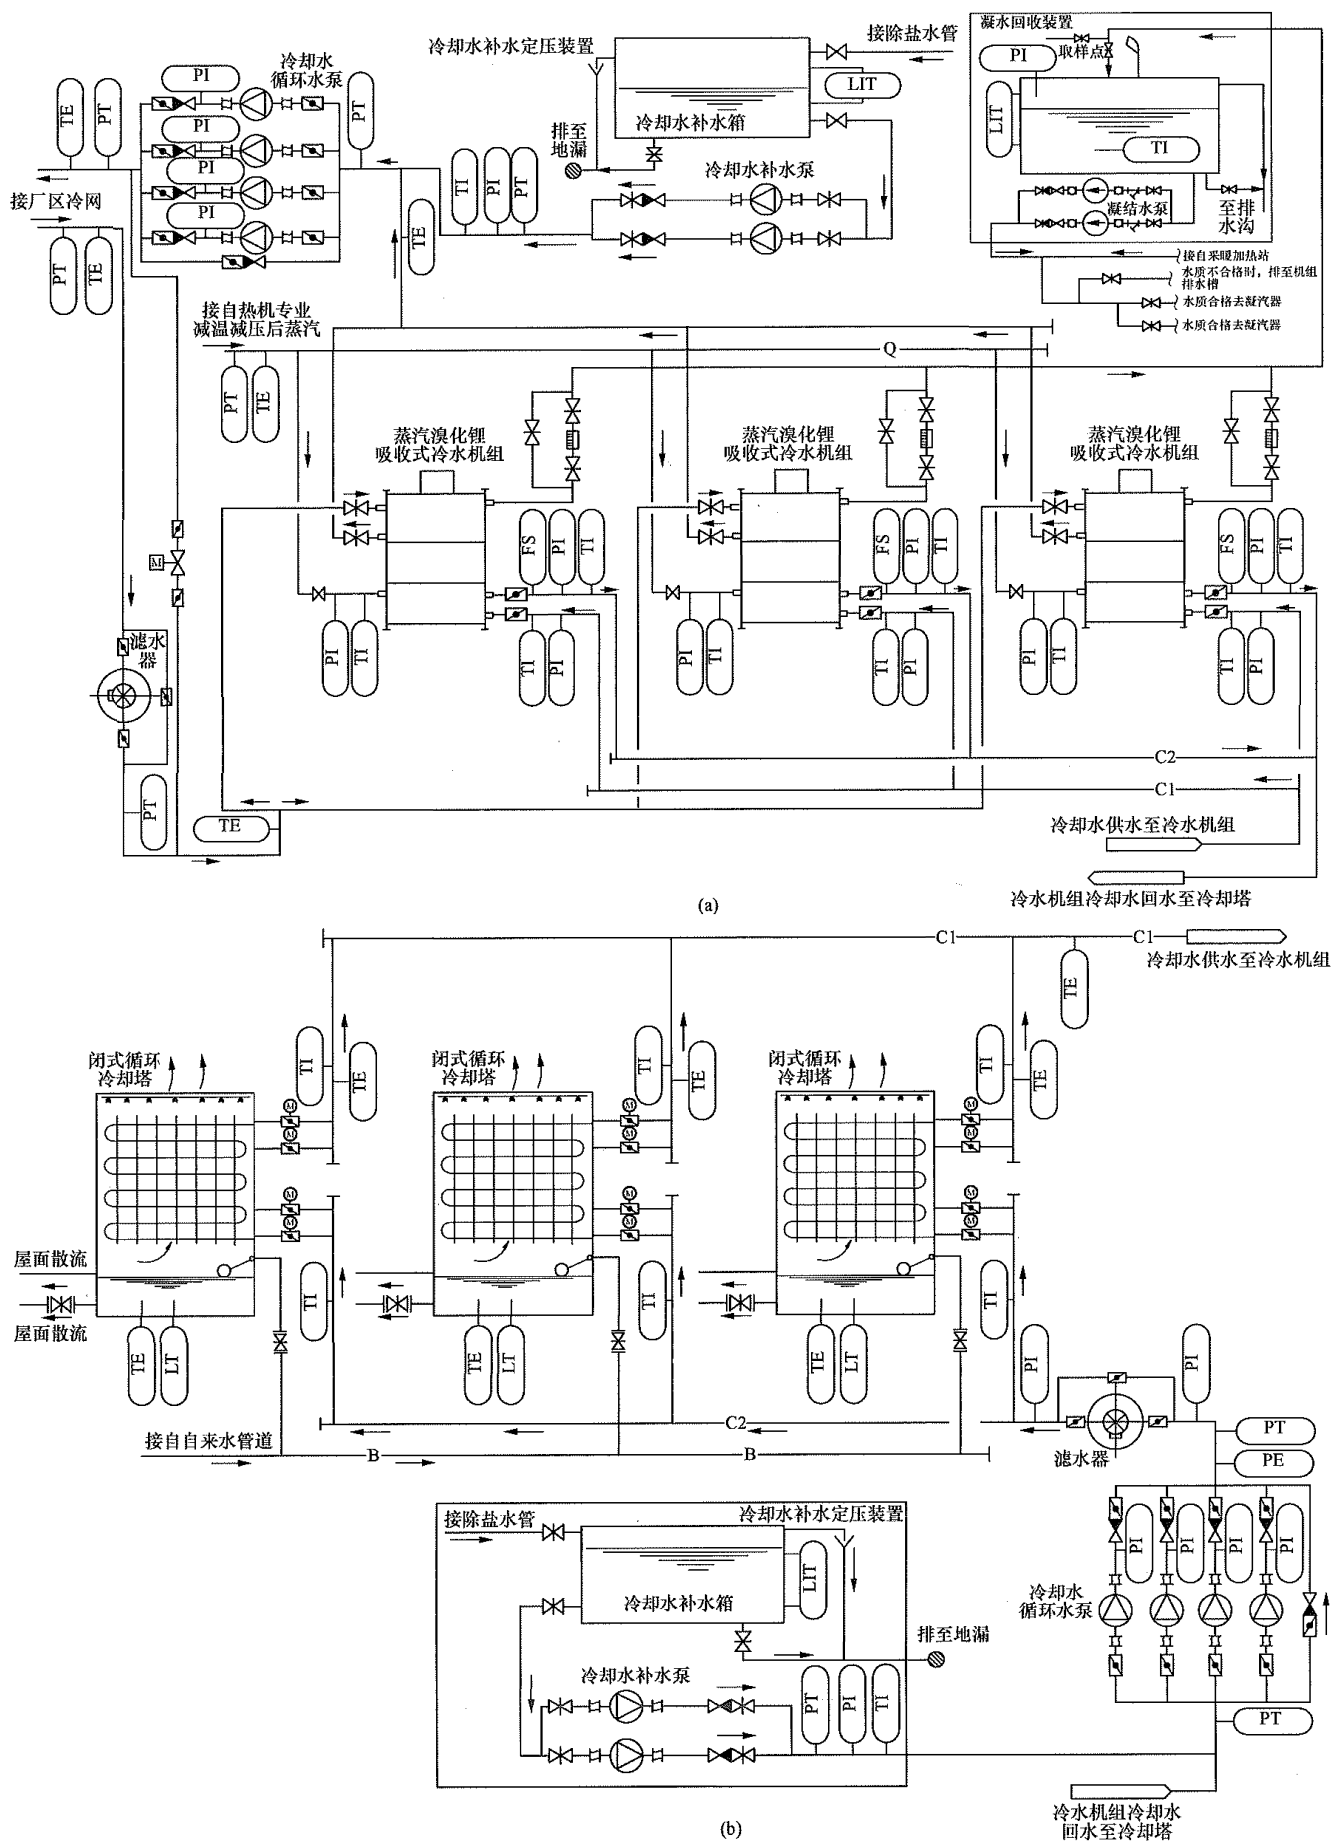 冷却水补水定压装置
接除盐水管
凝水回收装置
取样点
PI
冷却水
循环水泵
PI
TE
PT
PT
LIT
LIT
PI
冷却水补水箱
排至
地漏
TI
PI
TI
PI
PT
冷却水补水泵
接厂区冷网
PI
TE
凝结水泵
至排
水沟
PT
TE
接自采暖加热站
水质不合格时，排至机组
排水槽
水质合格去凝汽器
水质合格去凝汽器
接自热机专业
减温减压后蒸汽
Q
PT
TE
蒸汽溴化锂
吸收式冷水机组
蒸汽溴化锂
吸收式冷水机组
蒸汽溴化锂
吸收式冷水机组
FS
PI
TI
FS
PI
TI
FS
PI
TI
M
滤水
器
PI
TI
TI
PI
PI
TI
TI
PI
PI
TI
TI
PI
C2
C1
PT
TE
冷却水供水至冷水机组
冷水机组冷却水回水至冷却塔
(a)
C1
C1
冷却水供水至冷水机组
TE
闭式循环
冷却塔
TI
TE
闭式循环
冷却塔
TI
TE
闭式循环
冷却塔
TI
TE
M
M
M
M
M
M
M
M
M
M
M
M
屋面散流
屋面散流
TI
TI
TI
TE
LT
TE
LT
TE
LT
PI
PI
C2
接自自来水管道
B
B
滤水器
PT
PE
接除盐水管
冷却水补水定压装置
LIT
冷却水补水箱
PI
PI
PI
PI
冷却水
循环水泵
排至地漏
冷却水补水泵
PT
PI
TI
PT
冷水机组冷却水
回水至冷却塔
(b)